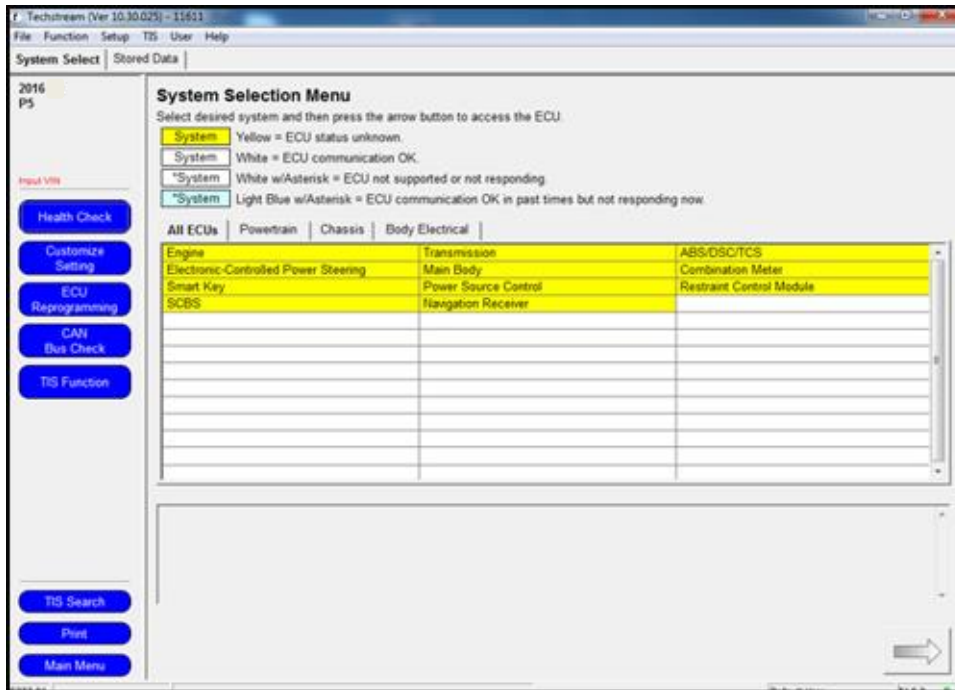 Techstream (Ver 10.30.025) - 11611
File Function Setup TIS User Help
System Select Stored Data
2016
P5
Input VIN
Health Check
Customize
Setting
ECU
Reprogramming
CAN
Bus Check
TIS Function
TIS Search
Print
Main Menu
System Selection Menu
Select desired system and then press the arrow button to access the ECU.
System Yellow = ECU status unknown.
System White = ECU communication OK.
*System White w/Asterisk = ECU not supported or not responding.
*System Light Blue w/Asterisk = ECU communication OK in past times but not responding now.
All ECUs Powertrain Chassis Body Electrical
Engine Transmission ABS/DSC/TCS
Electronic-Controlled Power Steering Main Body Combination Meter
Smart Key Power Source Control Restraint Control Module
SCBS Navigation Receiver